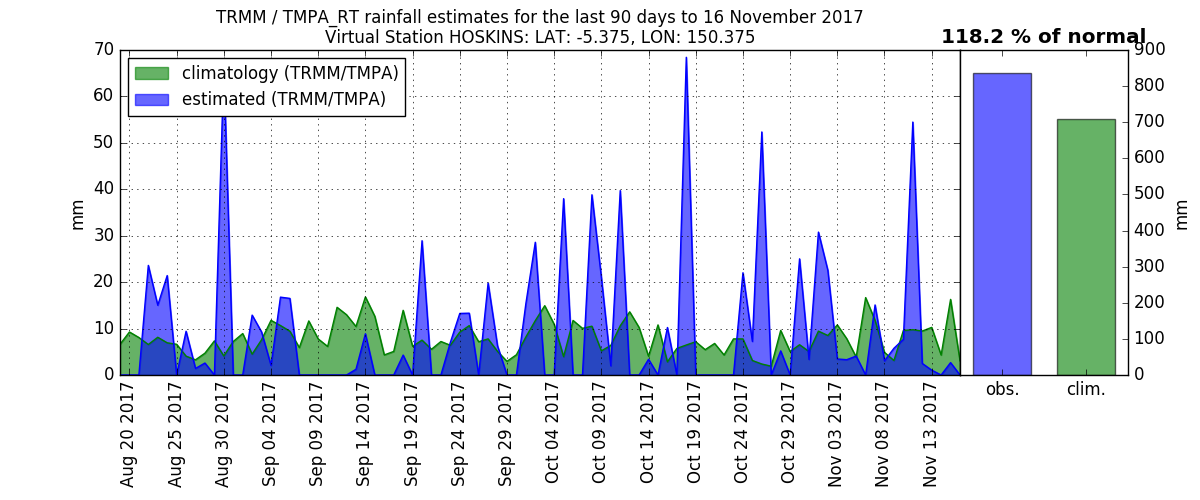 TRMM / TMPA_RT rainfall estimates for the last 90 days to 16 November 2017
Virtual Station HOSKINS: LAT: -5.375, LON: 150.375
118.2 % of normal
climatology (TRMM/TMPA)
estimated (TRMM/TMPA)
mm
70
60
50
40
30
20
10
0
Aug 20 2017
Aug 25 2017
Aug 30 2017
Sep 04 2017
Sep 09 2017
Sep 14 2017
Sep 19 2017
Sep 24 2017
Sep 29 2017
Oct 04 2017
Oct 09 2017
Oct 14 2017
Oct 19 2017
Oct 24 2017
Oct 29 2017
Nov 03 2017
Nov 08 2017
Nov 13 2017
obs.
clim.
900
800
700
600
500
400
300
200
100
0
mm